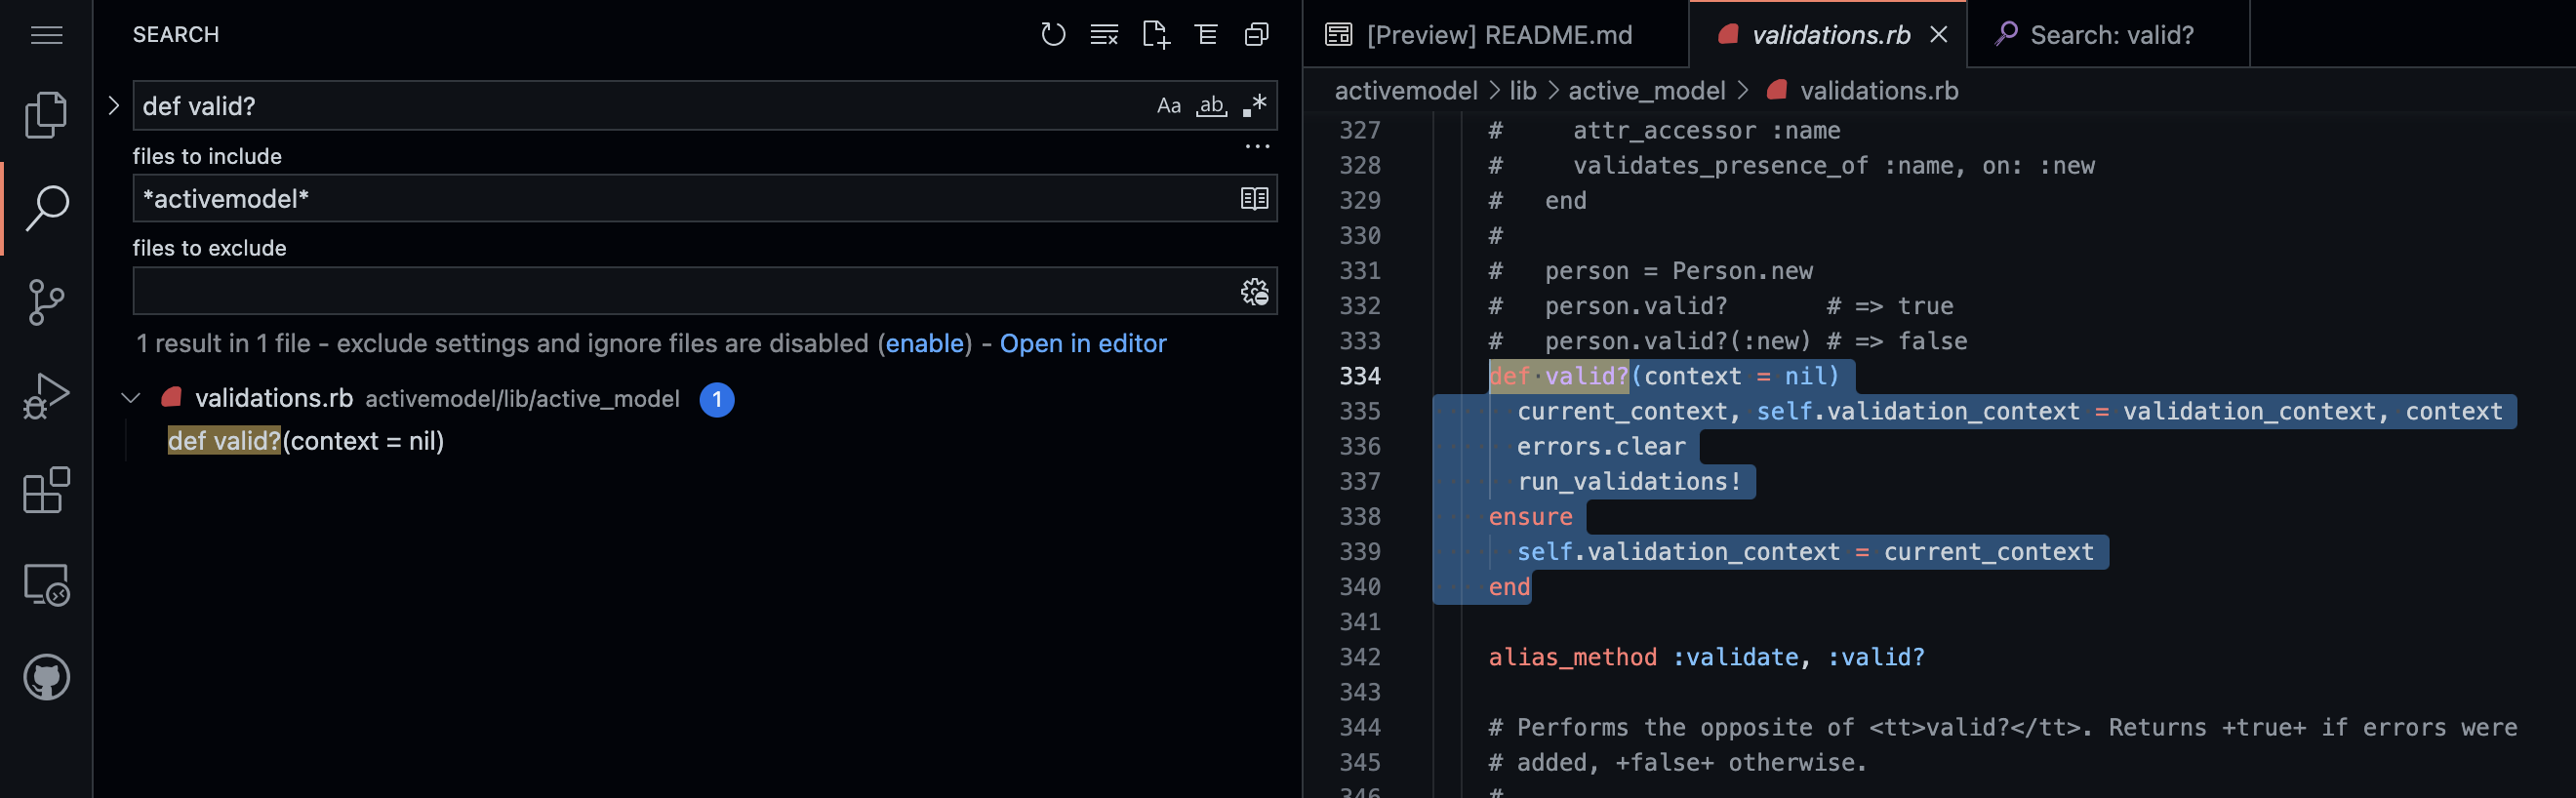 SEARCH
def valid?
Aa
ab
.*
files to include
...
*activemodel*
files to exclude
1 result in 1 file - exclude settings and ignore files are disabled (enable) - Open in editor
validations.rb activemodel/lib/active_model 1
def valid?(context = nil)
[Preview] README.md
validations.rb
Search: valid?
activemodel > lib > active_model > validations.rb
327 #     attr_accessor :name
328 #     validates_presence_of :name, on: :new
329 #   end
330 #
331 #   person = Person.new
332 #   person.valid?       # => true
333 #   person.valid?(:new) # => false
334 def valid?(context = nil)
335   current_context, self.validation_context = validation_context, context
336   errors.clear
337   run_validations!
338 ensure
339   self.validation_context = current_context
340 end
341
342 alias_method :validate, :valid?
343
344 # Performs the opposite of <tt>valid?</tt>. Returns +true+ if errors were
345 # added, +false+ otherwise.
346 #